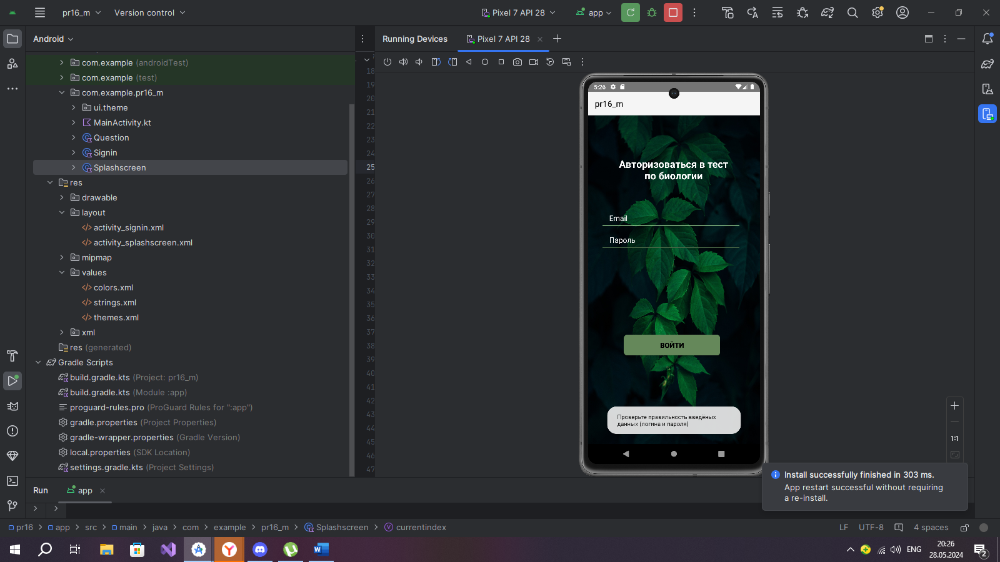 pr16_m
Version control
Pixel 7 API 28
app
Android
Running Devices
Pixel 7 API 28
com.example (androidTest)
com.example (test)
com.example.pr16_m
ui.theme
MainActivity.kt
Question
Signin
Splashscreen
res
drawable
layout
activity_signin.xml
activity_splashscreen.xml
mipmap
values
colors.xml
strings.xml
themes.xml
xml
res (generated)
Gradle Scripts
build.gradle.kts (Project: pr16_m)
build.gradle.kts (Module :app)
proguard-rules.pro (ProGuard Rules for ":app")
gradle.properties (Project Properties)
gradle-wrapper.properties (Gradle Version)
local.properties (SDK Location)
settings.gradle.kts (Project Settings)
18
19
20
21
22
23
24
25
26
27
28
29
30
31
32
33
34
35
36
37
38
39
40
41
42
43
44
45
46
47
5:26
pr16_m
Авторизоваться в тест
по биологии
Email
Пароль
ВОЙТИ
Проверьте правильность введёных
данных (логина и пароля)
1:1
Install successfully finished in 303 ms.
App restart successful without requiring
a re-install.
Run
app
pr16 > app > src > main > java > com > example > pr16_m > Splashscreen > currentindex
LF UTF-8 4 spaces
ENG
20:26
28.05.2024
2